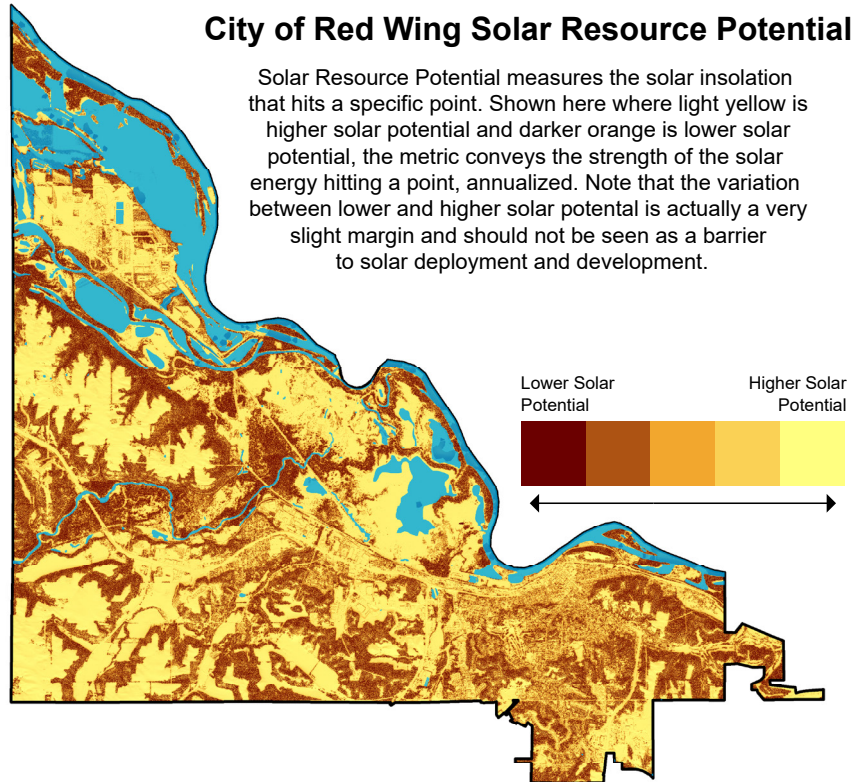 City of Red Wing Solar Resource Potential
Solar Resource Potential measures the solar insolation
that hits a specific point. Shown here where light yellow is
higher solar potential and darker orange is lower solar
potential, the metric conveys the strength of the solar
energy hitting a point, annualized. Note that the variation
between lower and higher solar potental is actually a very
slight margin and should not be seen as a barrier
to solar deployment and development.
Lower Solar
Potential
Higher Solar
Potential